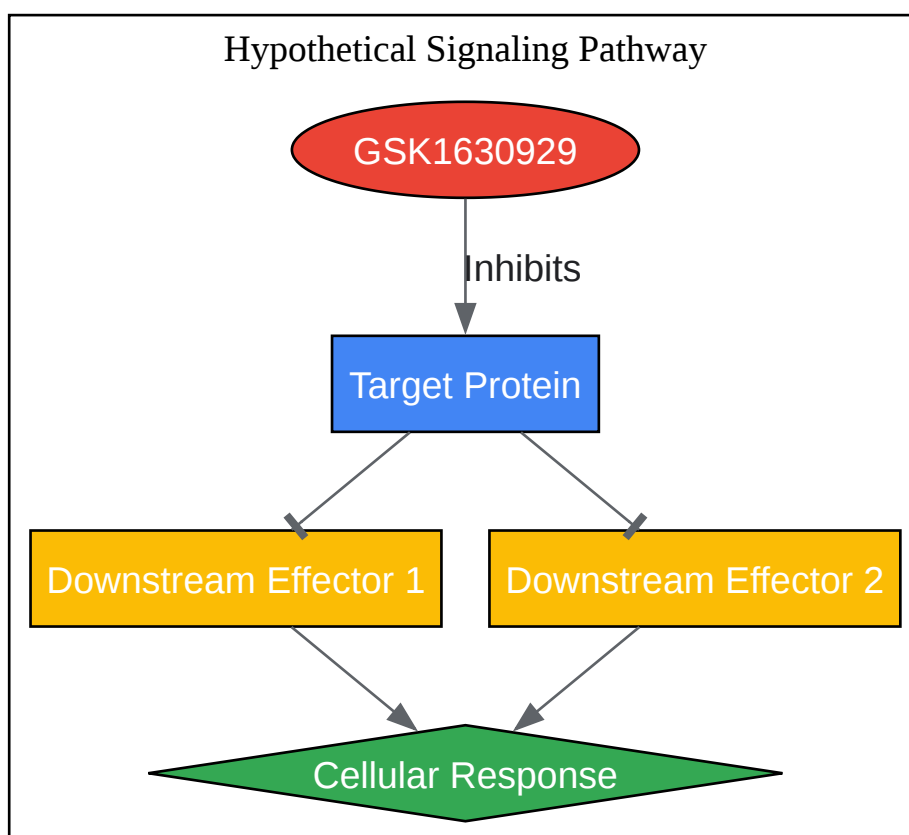 Hypothetical Signaling Pathway
GSK1630929
Inhibits
Target Protein
Downstream Effector 1
Downstream Effector 2
Cellular Response